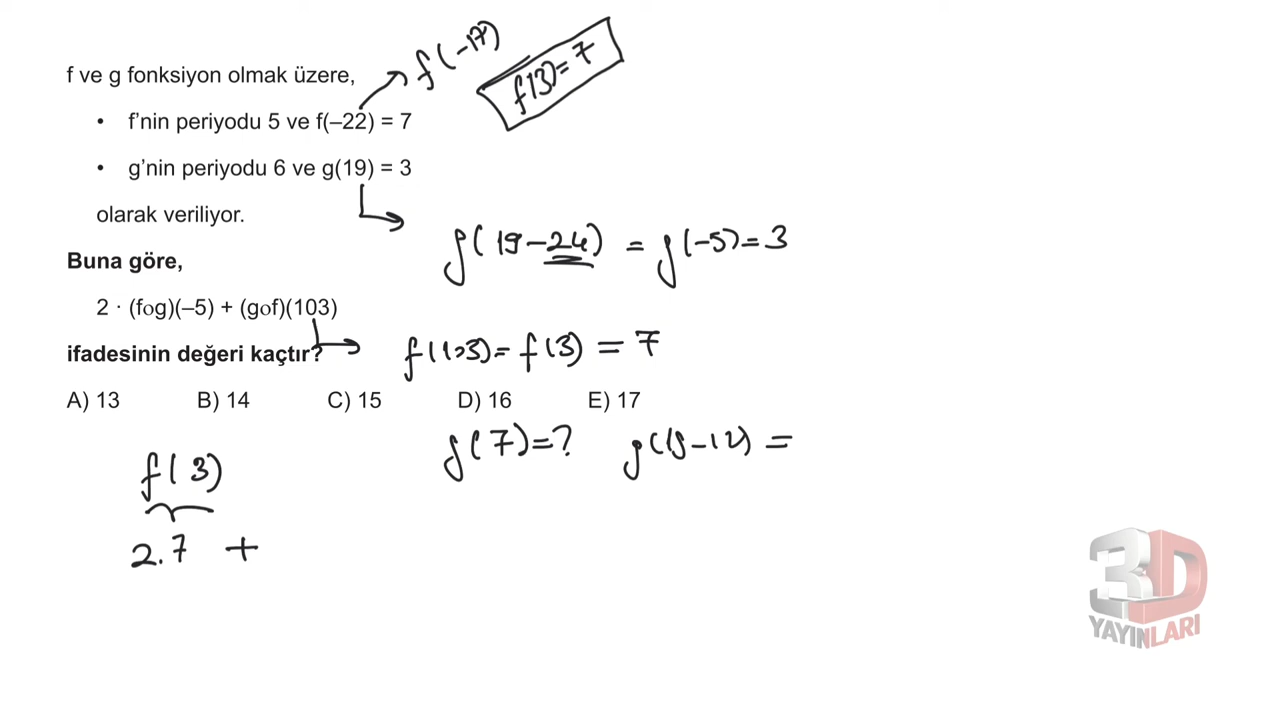 f ve g fonksiyon olmak üzere,
f(-17)
f(3)=7
• f'nin periyodu 5 ve f(–22) = 7
• g'nin periyodu 6 ve g(19) = 3
olarak veriliyor.
g(19-24) = g(-5)=3
Buna göre,
2 · (fog)(–5) + (gof)(103)
ifadesinin değeri kaçtır?
f(103)= f(3) = 7
A) 13 B) 14 C) 15 D) 16 E) 17
g(7)=? g(19-12) =
f(3)
2.7 +
3D
YAYINLARI